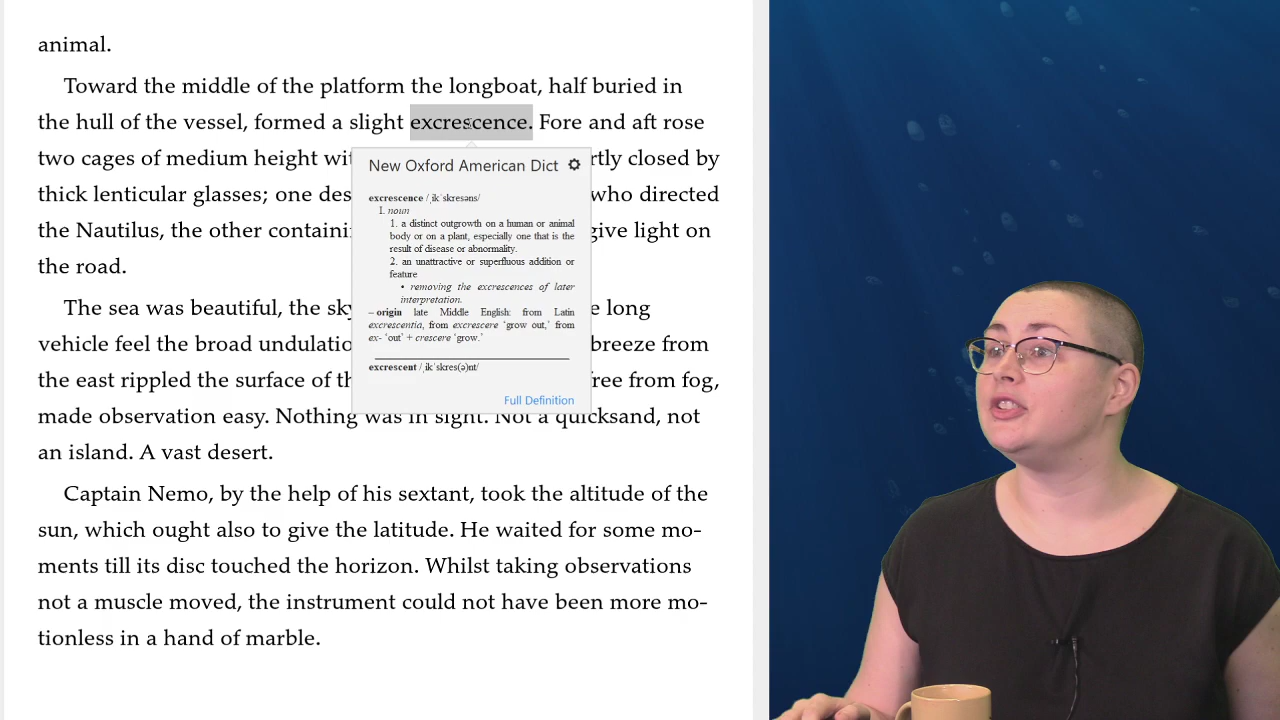 animal.
Toward the middle of the platform the longboat, half buried in
the hull of the vessel, formed a slight excrescence. Fore and aft rose
two cages of medium height wit rtly closed by
thick lenticular glasses; one des who directed
the Nautilus, the other containi give light on
the road.
The sea was beautiful, the sky e long
vehicle feel the broad undulatio breeze from
the east rippled the surface of th free from fog,
made observation easy. Nothing was in sight. Not a quicksand, not
an island. A vast desert.
Captain Nemo, by the help of his sextant, took the altitude of the
sun, which ought also to give the latitude. He waited for some mo-
ments till its disc touched the horizon. Whilst taking observations
not a muscle moved, the instrument could not have been more mo-
tionless in a hand of marble.
New Oxford American Dict
excrescence /ˌikˈskresəns/
I. noun
1. a distinct outgrowth on a human or animal
body or on a plant, especially one that is the
result of disease or abnormality.
2. an unattractive or superfluous addition or
feature
• removing the excrescences of later
interpretation.
– origin late Middle English: from Latin
excrescentia, from excrescere ‘grow out,’ from
ex- ‘out’ + crescere ‘grow.’
excrescent /ˌikˈskres(ə)nt/
Full Definition